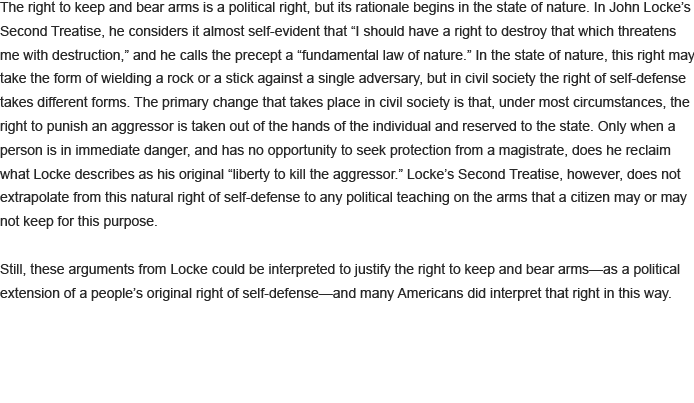 The right to keep and bear arms is a political right, but its rationale begins in the state of nature. In John Locke’s
Second Treatise, he considers it almost self-evident that “I should have a right to destroy that which threatens
me with destruction,” and he calls the precept a “fundamental law of nature.” In the state of nature, this right may
take the form of wielding a rock or a stick against a single adversary, but in civil society the right of self-defense
takes different forms. The primary change that takes place in civil society is that, under most circumstances, the
right to punish an aggressor is taken out of the hands of the individual and reserved to the state. Only when a
person is in immediate danger, and has no opportunity to seek protection from a magistrate, does he reclaim
what Locke describes as his original “liberty to kill the aggressor.” Locke’s Second Treatise, however, does not
extrapolate from this natural right of self-defense to any political teaching on the arms that a citizen may or may
not keep for this purpose.

Still, these arguments from Locke could be interpreted to justify the right to keep and bear arms—as a political
extension of a people’s original right of self-defense—and many Americans did interpret that right in this way.